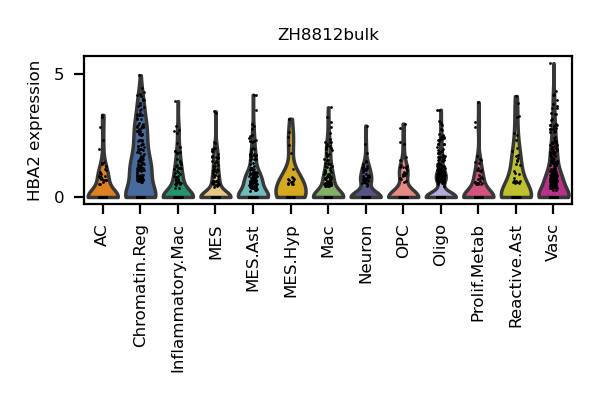 ZH8812bulk
HBA2 expression
5
0
AC
Chromatin.Reg
Inflammatory.Mac
MES
MES.Ast
MES.Hyp
Mac
Neuron
OPC
Oligo
Prolif.Metab
Reactive.Ast
Vasc